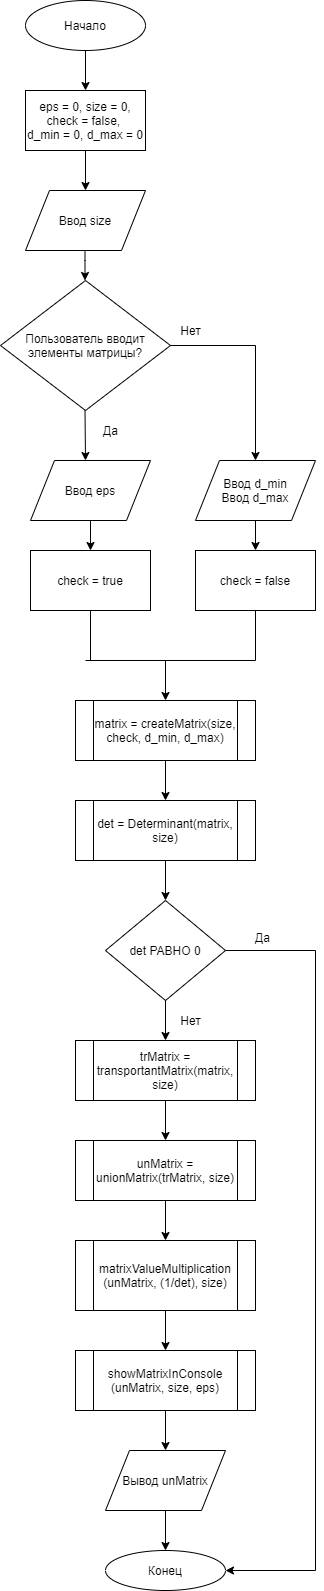 Начало
eps = 0, size = 0,
check = false,
d_min = 0, d_max = 0
Ввод size
Пользователь вводит
элементы матрицы?
Нет
Да
Ввод eps
Ввод d_min
Ввод d_max
check = true
check = false
matrix = createMatrix(size,
check, d_min, d_max)
det = Determinant(matrix,
size)
det РАВНО 0
Да
Нет
trMatrix =
transportantMatrix(matrix,
size)
unMatrix =
unionMatrix(trMatrix, size)
matrixValueMultiplication
(unMatrix, (1/det), size)
showMatrixInConsole
(unMatrix, size, eps)
Вывод unMatrix
Конец